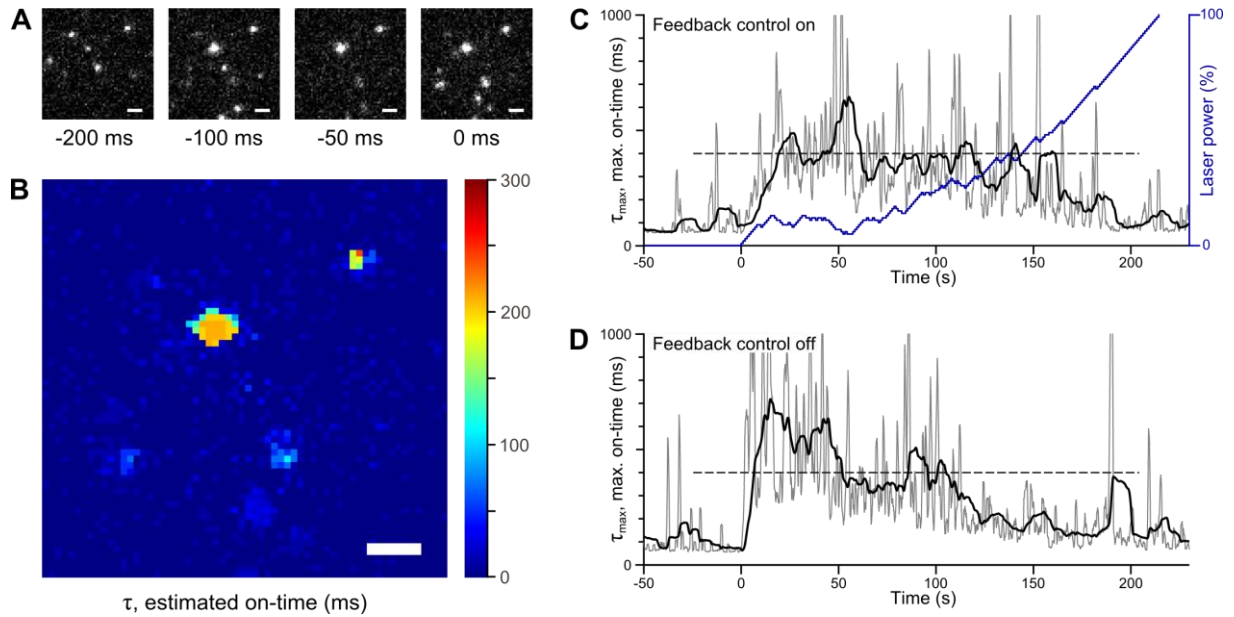 A
-200 ms
-100 ms
-50 ms
0 ms
B
300
200
100
0
τ, estimated on-time (ms)
C
Feedback control on
1000
0
τmax, max. on-time (ms)
-50
0
50
100
150
200
Time (s)
100
0
Laser power (%)
D
Feedback control off
1000
0
τmax, max. on-time (ms)
-50
0
50
100
150
200
Time (s)